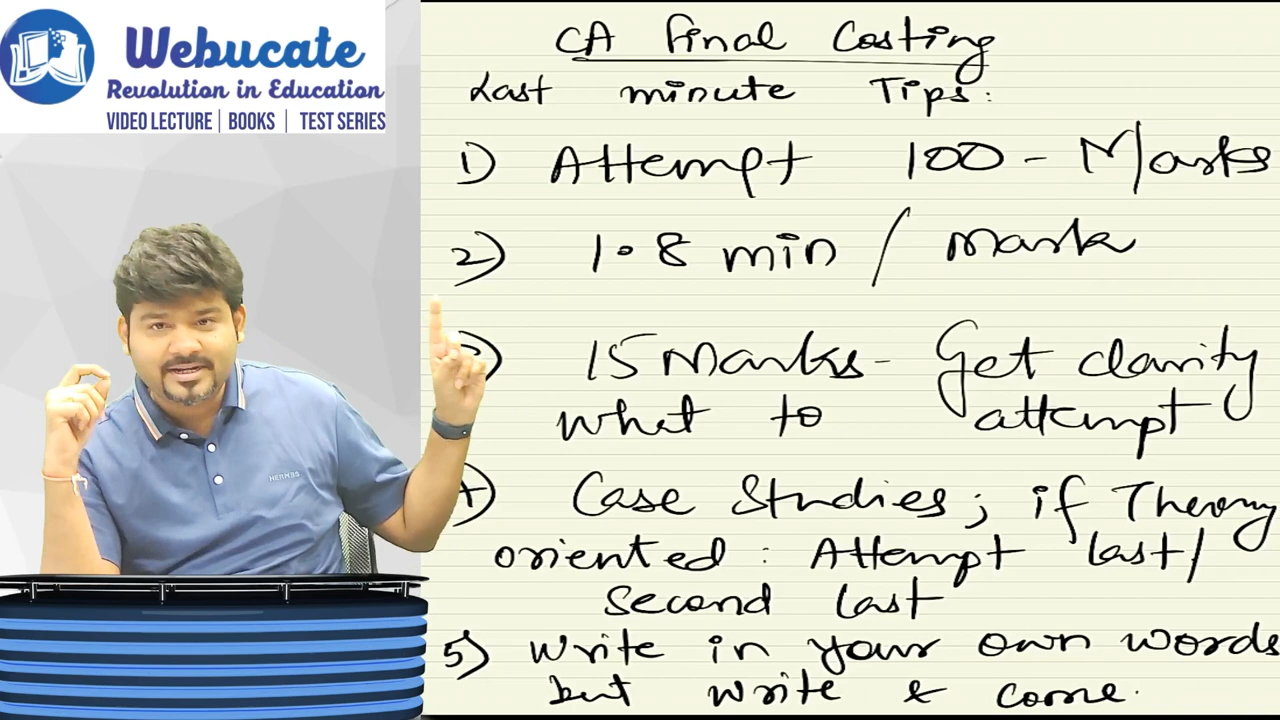 Webucate
Revolution in Education
VIDEO LECTURE | BOOKS | TEST SERIES
HERMES
CA Final Costing
Last minute Tips:
1) Attempt 100 - Marks
2) 1.8 min / Mark
) 15 Marks - Get clarity
what to attempt
) Case Studies; if Theory
oriented: Attempt last/
Second last
5) Write in your own words
but write & come.